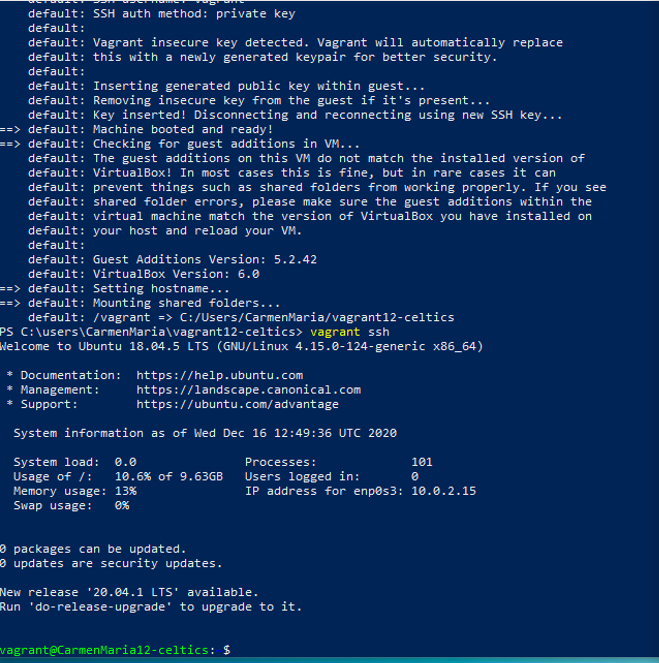 default: SSH username: vagrant
default: SSH auth method: private key
default:
default: Vagrant insecure key detected. Vagrant will automatically replace
default: this with a newly generated keypair for better security.
default:
default: Inserting generated public key within guest...
default: Removing insecure key from the guest if it's present...
default: Key inserted! Disconnecting and reconnecting using new SSH key...
==> default: Machine booted and ready!
==> default: Checking for guest additions in VM...
default: The guest additions on this VM do not match the installed version of
default: VirtualBox! In most cases this is fine, but in rare cases it can
default: prevent things such as shared folders from working properly. If you see
default: shared folder errors, please make sure the guest additions within the
default: virtual machine match the version of VirtualBox you have installed on
default: your host and reload your VM.
default:
default: Guest Additions Version: 5.2.42
default: VirtualBox Version: 6.0
==> default: Setting hostname...
==> default: Mounting shared folders...
default: /vagrant => C:/Users/CarmenMaria/vagrant12-celtics
PS C:\users\CarmenMaria\vagrant12-celtics> vagrant ssh
Welcome to Ubuntu 18.04.5 LTS (GNU/Linux 4.15.0-124-generic x86_64)
* Documentation: https://help.ubuntu.com
* Management: https://landscape.canonical.com
* Support: https://ubuntu.com/advantage
System information as of Wed Dec 16 12:49:36 UTC 2020
System load: 0.0 Processes: 101
Usage of /: 10.6% of 9.63GB Users logged in: 0
Memory usage: 13% IP address for enp0s3: 10.0.2.15
Swap usage: 0%
0 packages can be updated.
0 updates are security updates.
New release '20.04.1 LTS' available.
Run 'do-release-upgrade' to upgrade to it.
vagrant@CarmenMaria12-celtics: $